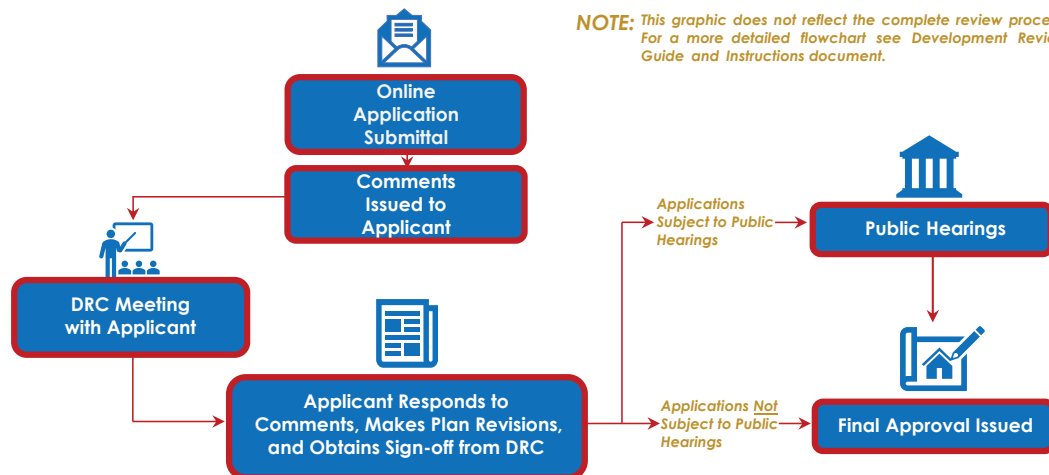 NOTE: This graphic does not reflect the complete review
For a more detailed flowchart see Development
Guide and Instructions document.
Online
Application
Submittal
Comments
Issued to
Applicant
Applications
Subject to Public
Hearings
Public Hearings
DRC Meeting
with Applicant
Applicant Responds to
Comments, Makes Plan Revisions,
and Obtains Sign-off from DRC
Applications Not
Subject to Public
Hearings
Final Approval Issued